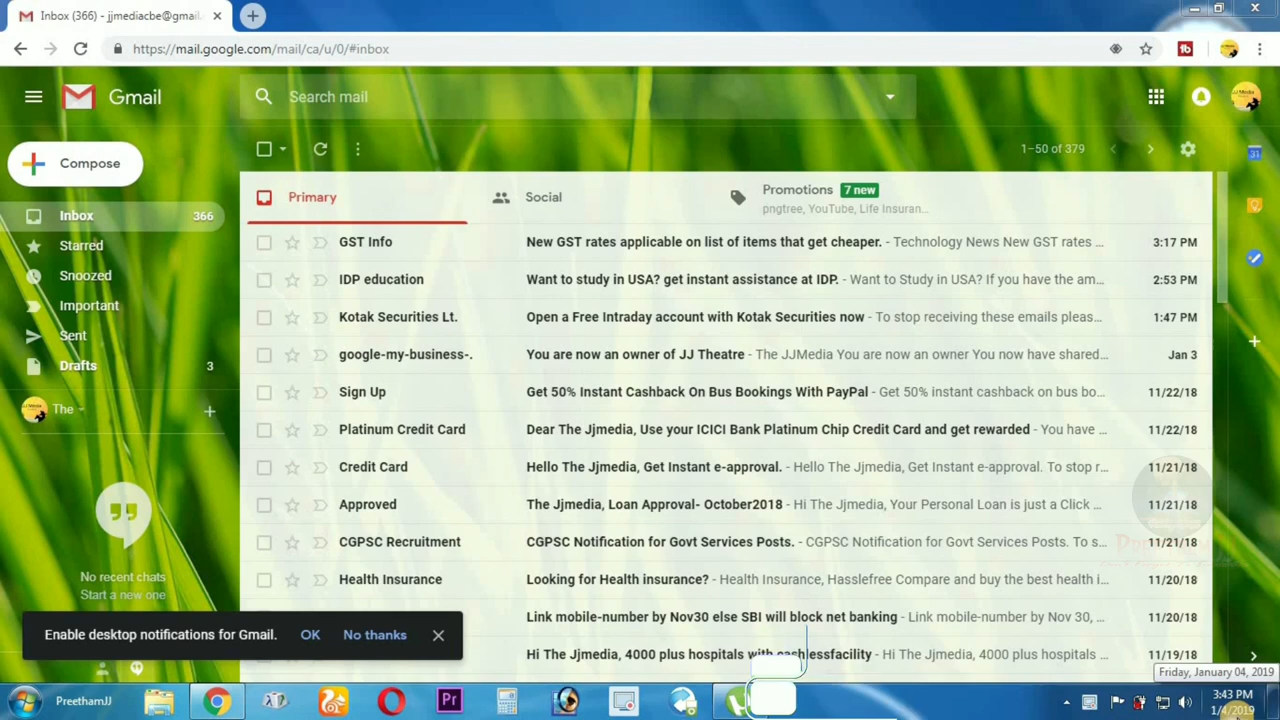 Inbox (366) - jjmediacbe@gmail.
https://mail.google.com/mail/ca/u/0/#inbox
Gmail
Search mail
Compose
1–50 of 379
Inbox 366
Starred
Snoozed
Important
Sent
Drafts 3
The
No recent chats
Start a new one
Primary
Social
Promotions 7 new
pngtree, YouTube, Life Insuran...
GST Info New GST rates applicable on list of items that get cheaper. - Technology News New GST rates ... 3:17 PM
IDP education Want to study in USA? get instant assistance at IDP. - Want to Study in USA? If you have the am... 2:53 PM
Kotak Securities Lt. Open a Free Intraday account with Kotak Securities now - To stop receiving these emails pleas... 1:47 PM
google-my-business-. You are now an owner of JJ Theatre - The JJMedia You are now an owner You now have shared... Jan 3
Sign Up Get 50% Instant Cashback On Bus Bookings With PayPal - Get 50% instant cashback on bus bo... 11/22/18
Platinum Credit Card Dear The Jjmedia, Use your ICICI Bank Platinum Chip Credit Card and get rewarded - You have ... 11/22/18
Credit Card Hello The Jjmedia, Get Instant e-approval. - Hello The Jjmedia, Get Instant e-approval. To stop r... 11/21/18
Approved The Jjmedia, Loan Approval- October2018 - Hi The Jjmedia, Your Personal Loan is just a Click ... 11/21/18
CGPSC Recruitment CGPSC Notification for Govt Services Posts. - CGPSC Notification for Govt Services Posts. To s... 11/21/18
Health Insurance Looking for Health insurance? - Health Insurance, Hasslefree Compare and buy the best health i... 11/20/18
Link mobile-number by Nov30 else SBI will block net banking - Link mobile-number by Nov 30, ... 11/20/18
Hi The Jjmedia, 4000 plus hospitals with cashlessfacility - Hi The Jjmedia, 4000 plus hospitals ... 11/19/18
Enable desktop notifications for Gmail. OK No thanks
31
Friday, January 04, 2019
PreethamJJ
Pr
3:43 PM
1/4/2019